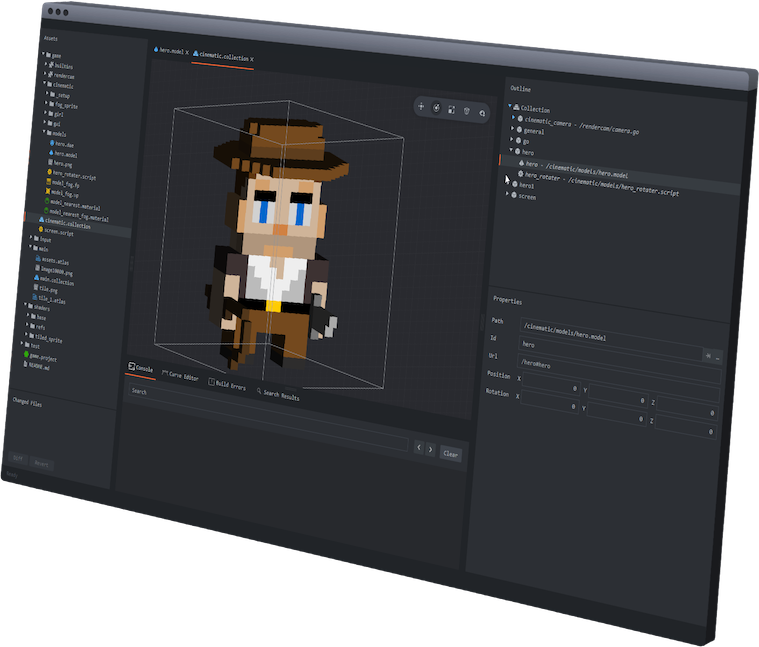 Assets
game
builtins
rendercam
cinematic
_setup
fog_sprite
girl
gui
models
hero.dae
hero.model
hero.png
hero_rotater.script
model_fog.fp
model_fog.vp
model_nearest.material
model_nearest_fog.material
cinematic.collection
screen.script
input
main
assets.atlas
main.collection
tile.png
tile_1.atlas
shaders
base
refs
tiled_sprite
test
game.project
README.md
Changed Files
Diff
Revert
hero.model X
cinematic.collection X
Console
Curve Editor
Build Errors
Search Results
Search
Clear
Outline
Collection
cinematic_camera - /rendercam/camera.go
general
go
hero
hero - /cinematic/models/hero.model
hero_rotater - /cinematic/models/hero_rotater.script
hero1
screen
Properties
Path /cinematic/models/hero.model
Id hero
Url /hero#hero
Position X 0 Y 0 Z 0
Rotation X 0 Y 0 Z 0